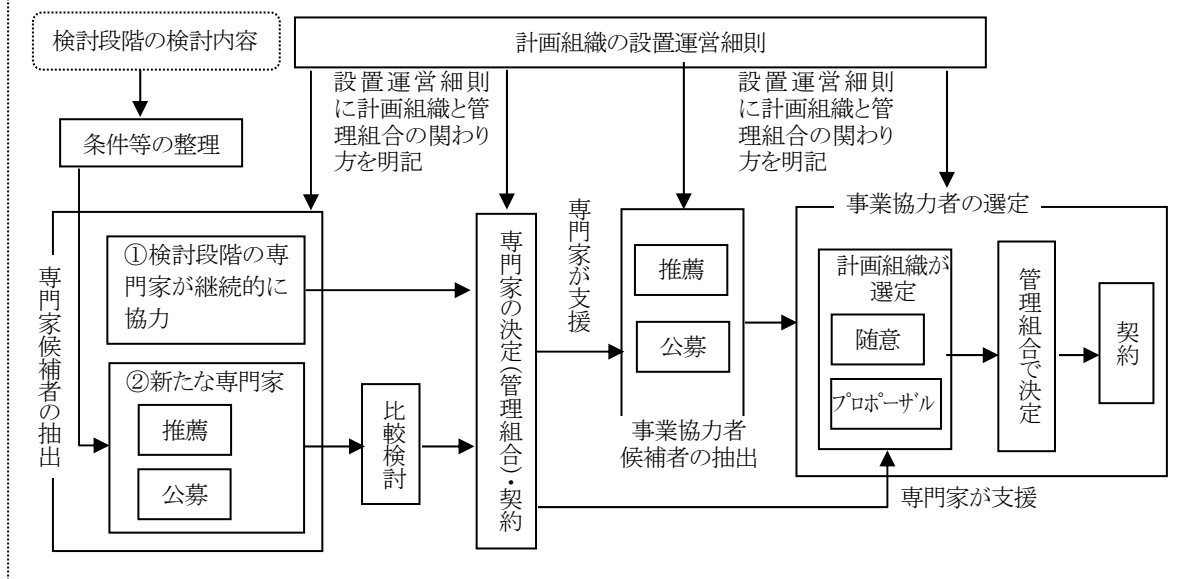 検討段階の検討内容
計画組織の設置運営細則
設置運営細則
に計画組織と管
理組合の関わり
方を明記
設置運営細則
に計画組織と管
理組合の関わり
方を明記
条件等の整理
専門家候補者の抽出
①検討段階の専
門家が継続的に
協力
②新たな専門家
推薦
公募
比較検討
専門家の決定(管理組合)・契約
専門家が支援
推薦
公募
事業協力者
候補者の抽出
事業協力者の選定
計画組織が
選定
随意
プロポーザル
管理組合で決定
契約
専門家が支援